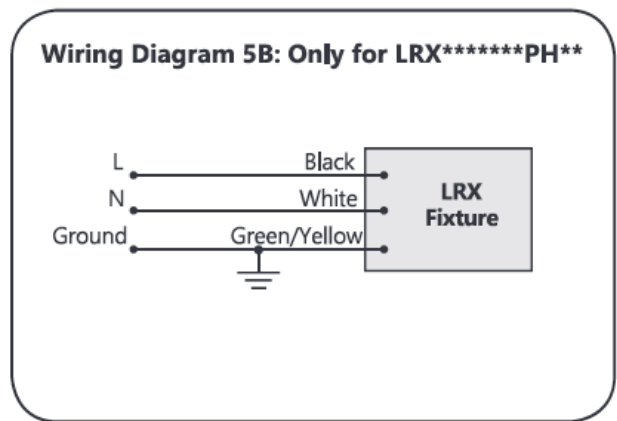 Wiring Diagram 5B: Only for LRX*******PH**
L Black
N White
Ground Green/Yellow
LRX
Fixture